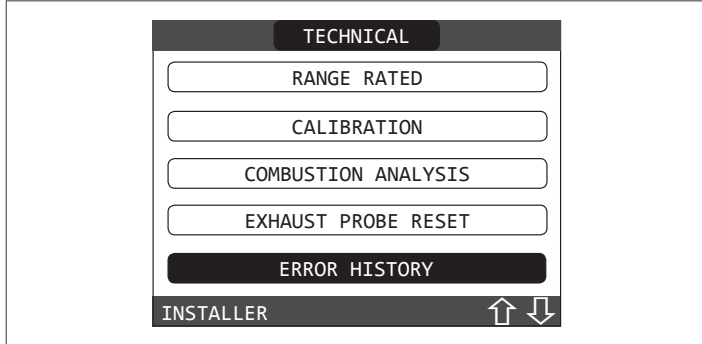 TECHNICAL
RANGE RATED
CALIBRATION
COMBUSTION ANALYSIS
EXHAUST PROBE RESET
ERROR HISTORY
INSTALLER